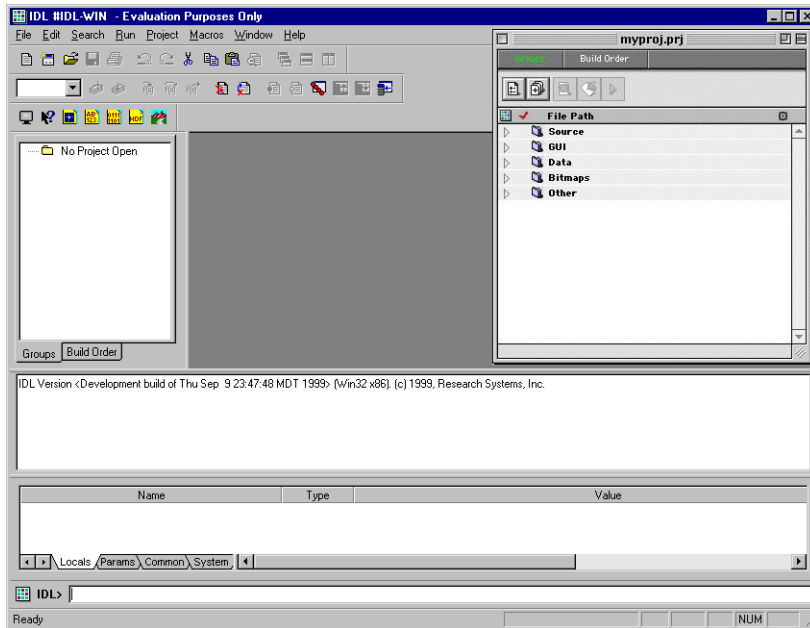 IDL #IDL-WIN - Evaluation Purposes Only
File Edit Search Run Project Macros Window Help
myproj.prj
Groups Build Order
File Path
Source
GUI
Data
Bitmaps
Other
No Project Open
Groups Build Order
IDL Version <Development build of Thu Sep 9 23:47:48 MDT 1999> (Win32 x86). (c) 1999, Research Systems, Inc.
Name Type Value
Locals Params Common System
IDL>
Ready NUM